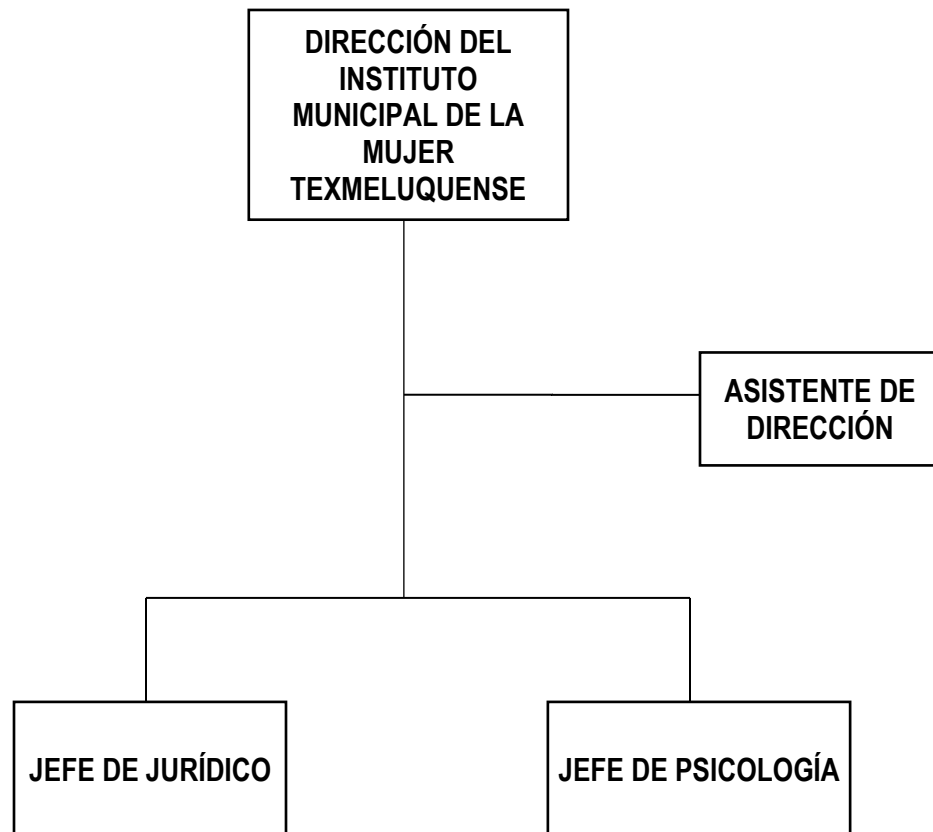 DIRECCIÓN DEL
INSTITUTO
MUNICIPAL DE LA
MUJER
TEXMELUQUENSE
ASISTENTE DE
DIRECCIÓN
JEFE DE JURÍDICO
JEFE DE PSICOLOGÍA